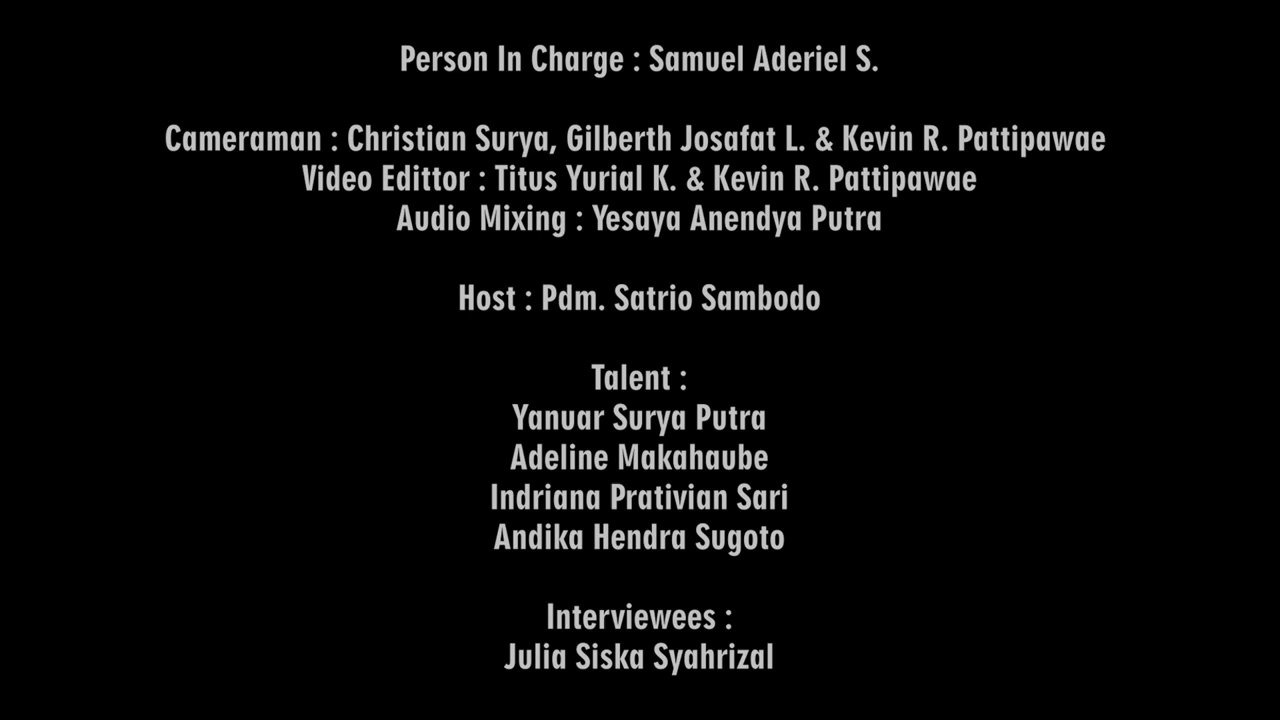 Person In Charge : Samuel Aderiel S.
Cameraman : Christian Surya, Gilberth Josafat L. & Kevin R. Pattipawae
Video Edittor : Titus Yurial K. & Kevin R. Pattipawae
Audio Mixing : Yesaya Anendya Putra
Host : Pdm. Satrio Sambodo
Talent :
Yanuar Surya Putra
Adeline Makahaube
Indriana Prativian Sari
Andika Hendra Sugoto
Interviewees :
Julia Siska Syahrizal